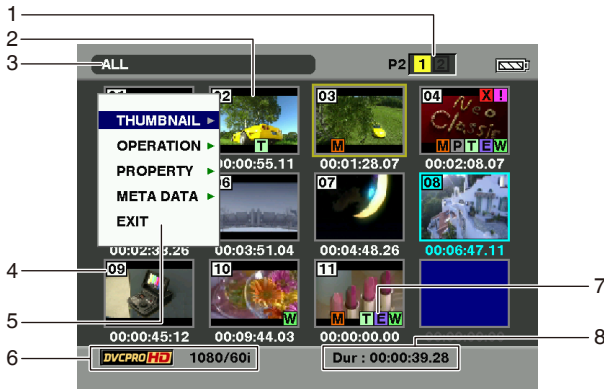 1
2
3 ALL P2 1 2
02 03 04 X !
T M Neo Classic M P T E W
THUMBNAIL
OPERATION
PROPERTY
META DATA
EXIT
00:00:55.11 00:01:28.07 00:02:08.07
07 08
00:03:51.04 00:04:48.26 00:06:47.11
4 09 10 11 7
5 W M T E W
00:00:45:12 00:09:44.03 00:00:00.00 8
6 DVCPRO HD 1080/60i Dur : 00:00:39.28